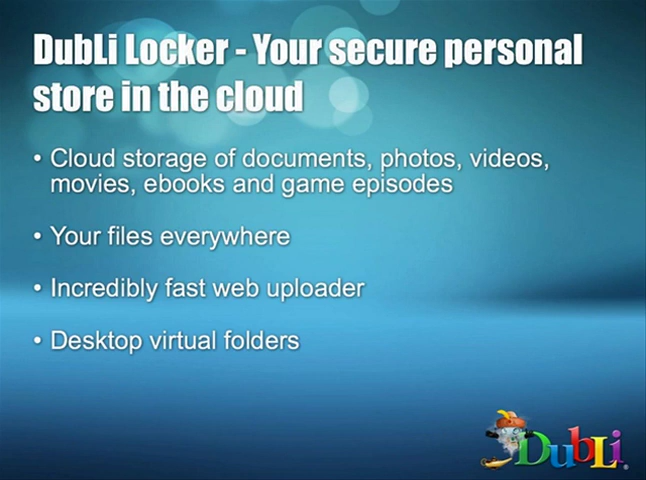 DubLi Locker - Your secure personal
store in the cloud
• Cloud storage of documents, photos, videos,
movies, ebooks and game episodes
• Your files everywhere
• Incredibly fast web uploader
• Desktop virtual folders
DubLi